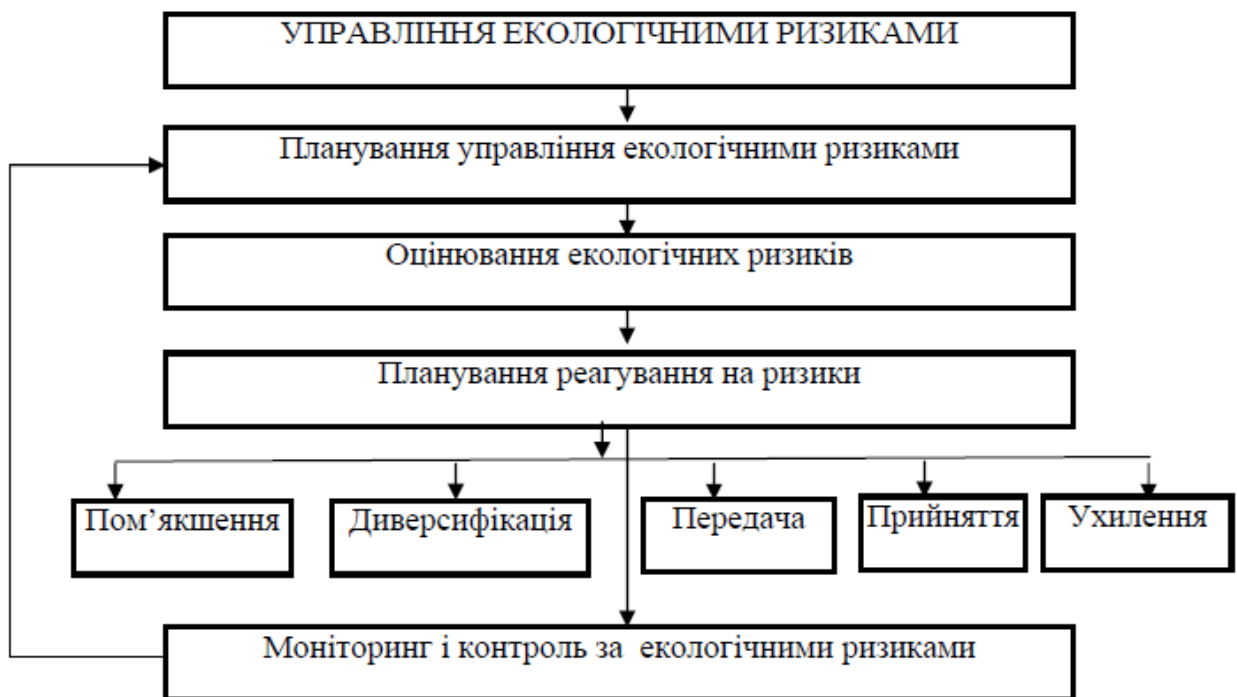 УПРАВЛІННЯ ЕКОЛОГІЧНИМИ РИЗИКАМИ
Планування управління екологічними ризиками
Оцінювання екологічних ризиків
Планування реагування на ризики
Пом’якшення
Диверсифікація
Передача
Прийняття
Ухилення
Моніторинг і контроль за екологічними ризиками